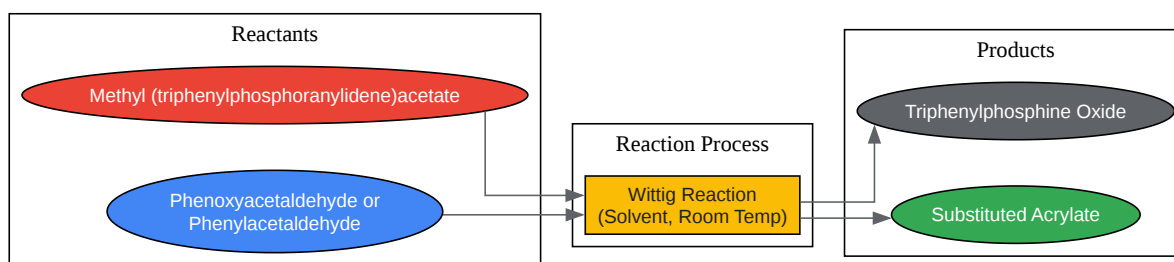 Reactants
Methyl (triphenylphosphoranylidene)acetate
Phenoxyacetaldehyde or
Phenylacetaldehyde
Reaction Process
Wittig Reaction
(Solvent, Room Temp)
Products
Triphenylphosphine Oxide
Substituted Acrylate